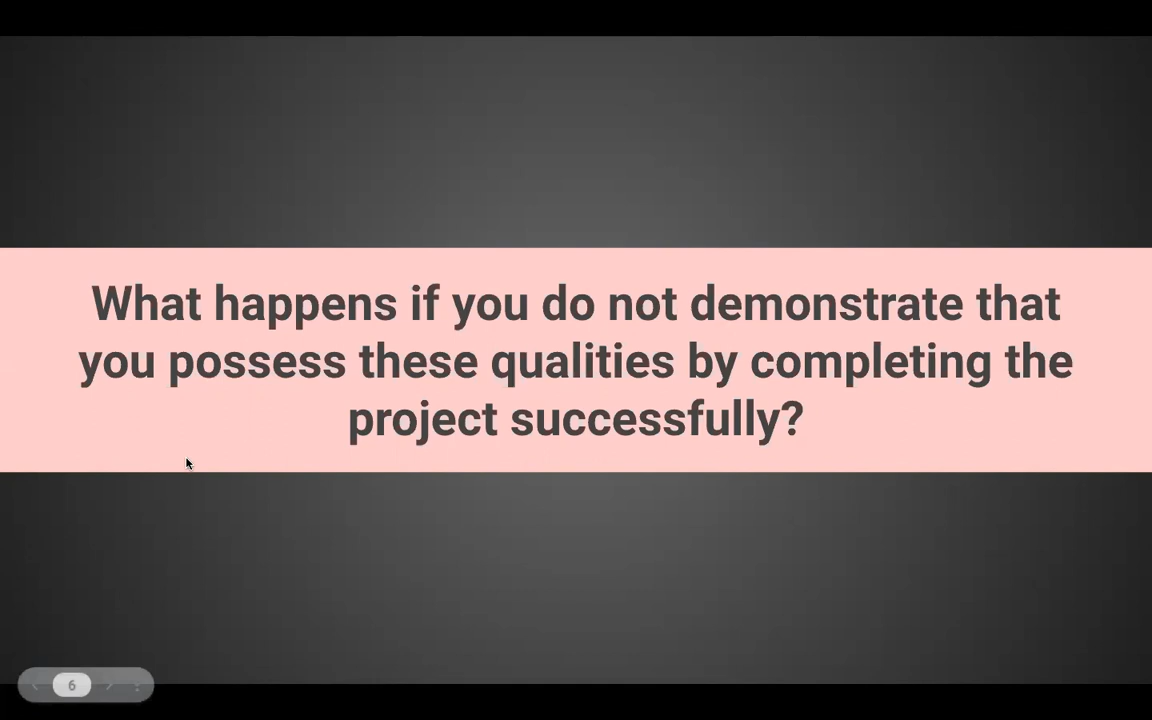 What happens if you do not demonstrate that
you possess these qualities by completing the
project successfully?
6